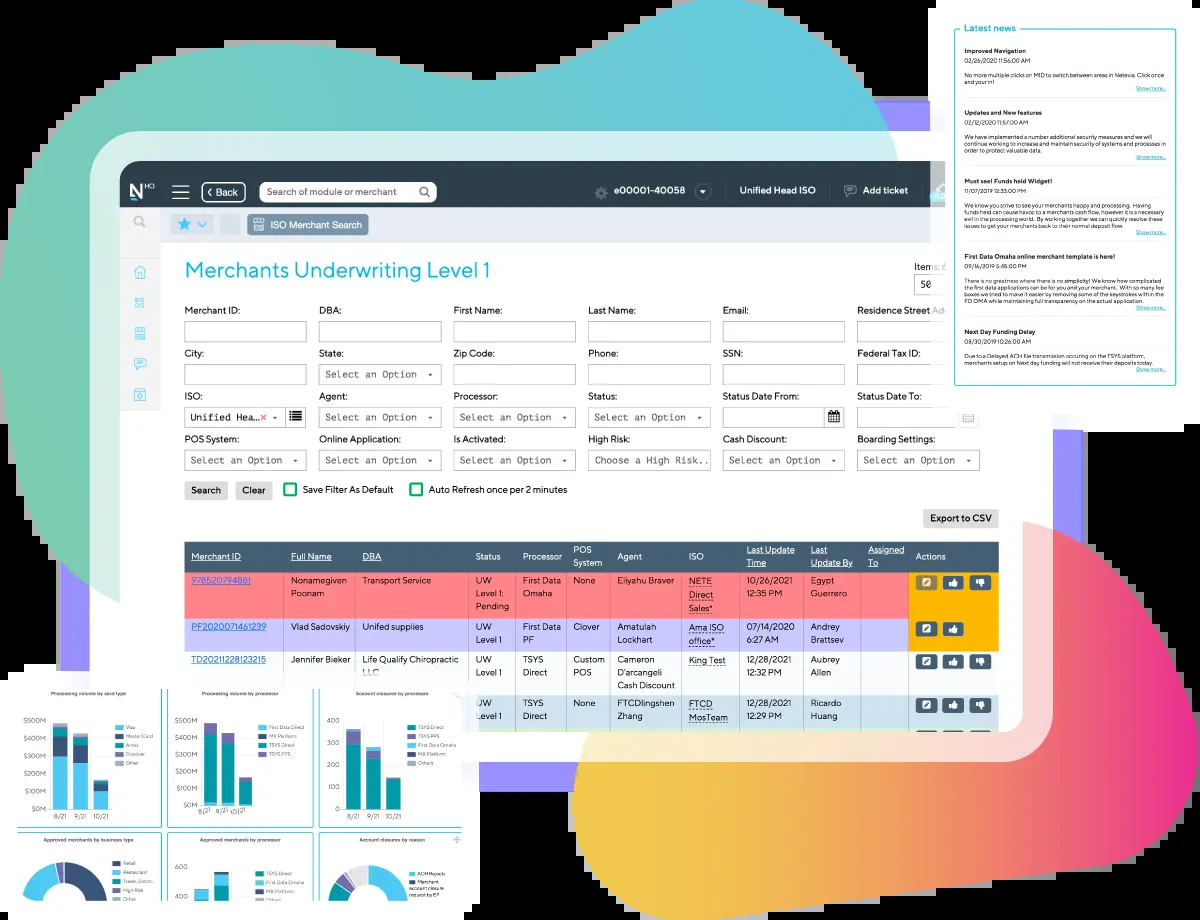 Latest news
Improved Navigation
02/26/2020 11:56:00 AM
No more multiple clicks on MID to switch between areas in Netevia. Click once
and your in!
Show more...
Updates and New features
02/12/2020 11:57:00 AM
We have implemented a number additional security measures and we will
continue working to increase and maintain security of systems and processes in
order to protect valuable data.
Show more...
Must see! Funds held Widget!
11/07/2019 12:33:00 PM
We know you strive to see your merchants happy and processing. Having
funds held can cause havoc to a merchants cash flow, however it is a necessary
evil in the processing world. By working together we can quickly resolve these
issues to get your merchants back to their normal deposit flow.
Show more...
First Data Omaha online merchant template is here!
09/16/2019 5:45:00 PM
There is no greatness where there is no simplicity! We know how complicated
the first data applications can be for you and your merchant. With so many fee
boxes we tried to make it easier by removing some of the keystrokes within the
FD OMA while maintaining full transparency on the actual application.
Show more...
Next Day Funding Delay
08/30/2019 10:26:00 AM
Due to a Delayed ACH file transmission occuring on the TSYS platform,
merchants setup on Next day funding will not receive their deposits today.
Show more...
N HQ
Back
Search of module or merchant
e00001-40058
Unified Head ISO
Add ticket
ISO Merchant Search
Merchants Underwriting Level 1
Items: 6
50
Merchant ID: DBA: First Name: Last Name: Email: Residence Street Ad
City: State: Zip Code: Phone: SSN: Federal Tax ID:
Select an Option
ISO: Agent: Processor: Status: Status Date From: Status Date To:
Unified Hea... Select an Option Select an Option Select an Option
POS System: Online Application: Is Activated: High Risk: Cash Discount: Boarding Settings:
Select an Option Select an Option Select an Option Choose a High Risk.. Select an Option Select an Option
Search Clear Save Filter As Default Auto Refresh once per 2 minutes
Export to CSV
Merchant ID Full Name DBA Status Processor POS System Agent ISO Last Update Time Last Update By Assigned To Actions
97852079488 Nonamegiven Poonam Transport Service UW Level 1: Pending First Data Omaha None Eliyahu Braver NETE Direct Sales* 10/26/2021 12:35 PM Egypt Guerrero
PF2020071461239 Vlad Sadovskiy Unifed supplies UW Level 1 First Data PF Clover Amatulah Lockhart Ama ISO office* 07/14/2020 6:27 AM Andrey Brattsev
TD20211228123215 Jennifer Bieker Life Qualify Chiropractic LLC UW Level 1 TSYS Direct Custom POS Cameron D'arcangeli Cash Discount King Test 12/28/2021 12:32 PM Aubrey Allen
UW Level 1 TSYS Direct None FTCDlingshen Zhang FTCD MosTeam 12/28/2021 12:29 PM Ricardo Huang
Processing volume by card type
$500M
$400M
$300M
$200M
$100M
$0M
8/21 9/21 10/21
Visa
Master Card
Amex
Discover
Other
Processing volume by processor
$500M
$400M
$300M
$200M
$100M
$0M
8/21 9/21 10/21
First Data Direct
MX Platform
TSYS Direct
TSYS PPS
Account closures by processor
400
300
200
100
0
8/21 9/21 10/21
TSYS Direct
TSYS PPS
First Data Omaha
MX Platform
Others
Approved merchants by business type
Retail
Restaurant
High Risk
Other
Approved merchants by processor
600
400
TSYS Direct
First Data Omaha
MX Platform
Other
Account closures by reason
ACH Rejects
Merchant
account closure
request by EP